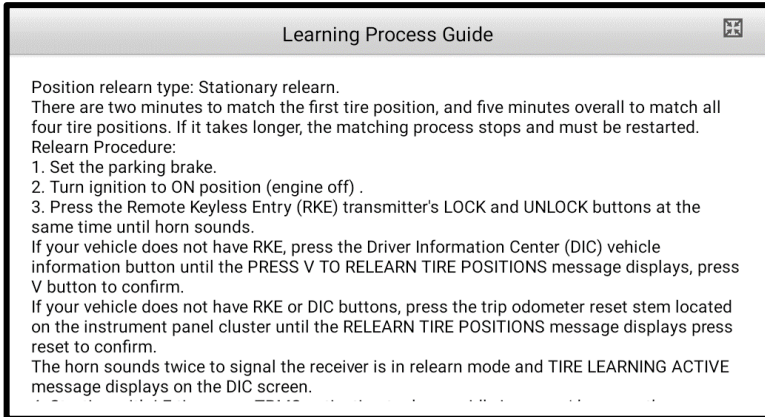 Learning Process Guide
Position relearn type: Stationary relearn.
There are two minutes to match the first tire position, and five minutes overall to match all
four tire positions. If it takes longer, the matching process stops and must be restarted.
Relearn Procedure:
1. Set the parking brake.
2. Turn ignition to ON position (engine off) .
3. Press the Remote Keyless Entry (RKE) transmitter's LOCK and UNLOCK buttons at the
same time until horn sounds.
If your vehicle does not have RKE, press the Driver Information Center (DIC) vehicle
information button until the PRESS V TO RELEARN TIRE POSITIONS message displays, press
V button to confirm.
If your vehicle does not have RKE or DIC buttons, press the trip odometer reset stem located
on the instrument panel cluster until the RELEARN TIRE POSITIONS message displays press
reset to confirm.
The horn sounds twice to signal the receiver is in relearn mode and TIRE LEARNING ACTIVE
message displays on the DIC screen.